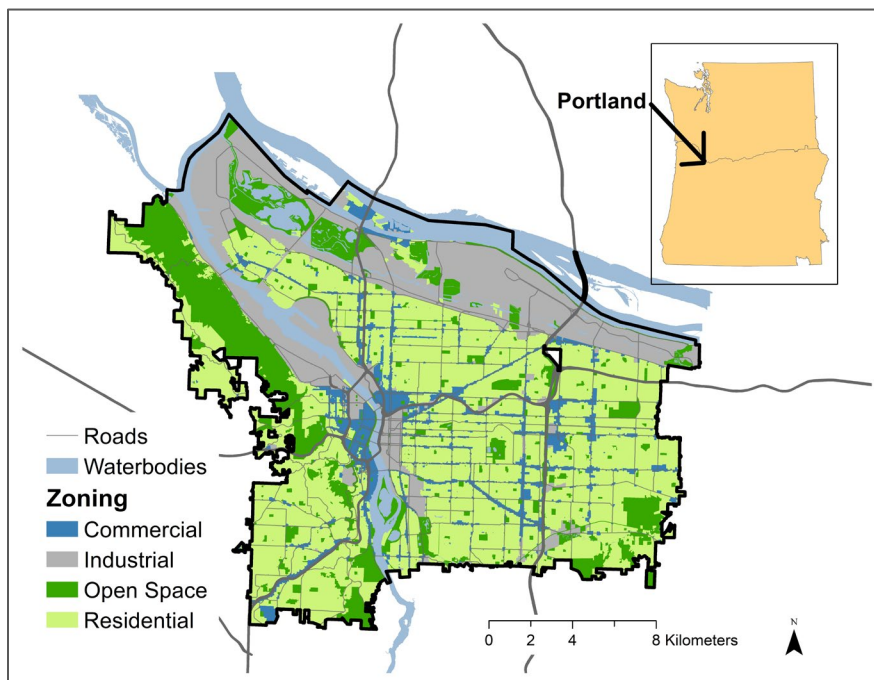 Portland
Roads
Waterbodies
Zoning
Commercial
Industrial
Open Space
Residential
N
0 2 4 8 Kilometers